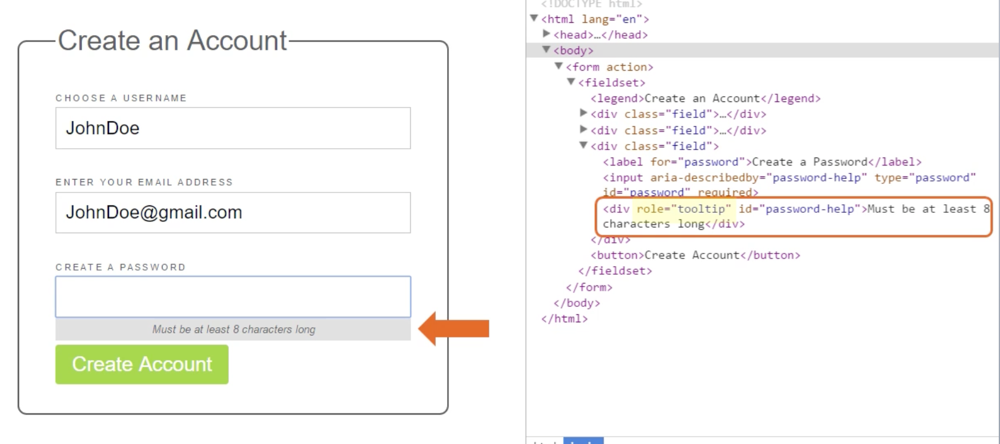 Create an Account
CHOOSE A USERNAME
JohnDoe
ENTER YOUR EMAIL ADDRESS
JohnDoe@gmail.com
CREATE A PASSWORD
Must be at least 8 characters long
Create Account
<!DOCTYPE html>
<html lang="en">
<head>…</head>
<body>
<form action>
<fieldset>
<legend>Create an Account</legend>
<div class="field">…</div>
<div class="field">…</div>
<div class="field">
<label for="password">Create a Password</label>
<input aria-describedby="password-help" type="password"
id="password" required>
<div role="tooltip" id="password-help">Must be at least 8
characters long</div>
</div>
<button>Create Account</button>
</fieldset>
</form>
</body>
</html>